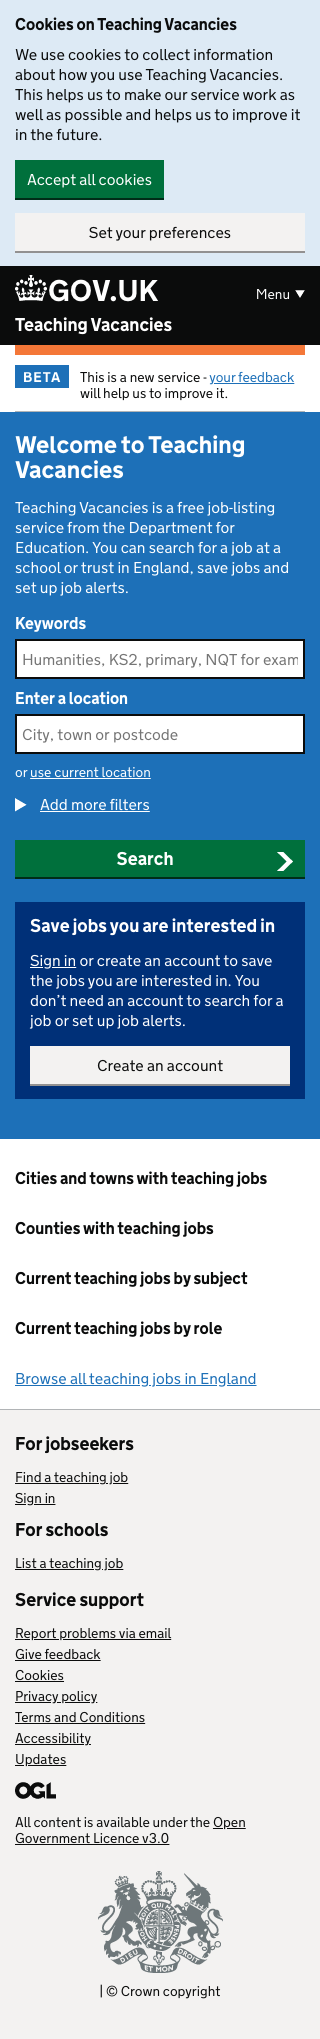 Cookies on Teaching Vacancies
We use cookies to collect information
about how you use Teaching Vacancies.
This helps us to make our service work as
well as possible and helps us to improve it
in the future.
Accept all cookies
Set your preferences
GOV.UK
Menu ▼
Teaching Vacancies
BETA
This is a new service - your feedback
will help us to improve it.
Welcome to Teaching
Vacancies
Teaching Vacancies is a free job-listing
service from the Department for
Education. You can search for a job at a
school or trust in England, save jobs and
set up job alerts.
Keywords
Humanities, KS2, primary, NQT for exam
Enter a location
City, town or postcode
or use current location
Add more filters
Search
Save jobs you are interested in
Sign in or create an account to save
the jobs you are interested in. You
don't need an account to search for a
job or set up job alerts.
Create an account
Cities and towns with teaching jobs
Counties with teaching jobs
Current teaching jobs by subject
Current teaching jobs by role
Browse all teaching jobs in England
For jobseekers
Find a teaching job
Sign in
For schools
List a teaching job
Service support
Report problems via email
Give feedback
Cookies
Privacy policy
Terms and Conditions
Accessibility
Updates
OGL
All content is available under the Open
Government Licence v3.0
DIEU ET MON DROIT
| © Crown copyright